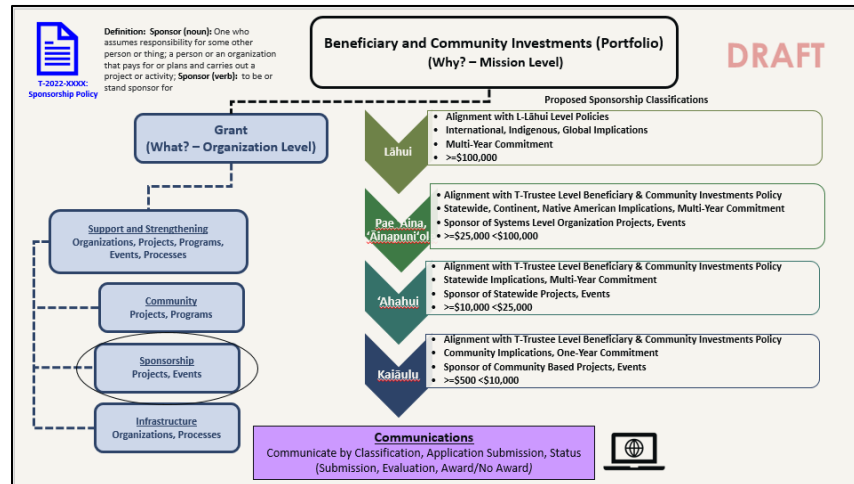 Definition: Sponsor (noun): One who
assumes responsibility for some other
person or thing; a person or an organization
that pays for or plans and carries out a
project or activity; Sponsor (verb): to be or
stand sponsor for
T-2022-XXXX:
Sponsorship Policy
Beneficiary and Community Investments (Portfolio)
(Why? – Mission Level)
DRAFT
Proposed Sponsorship Classifications
Grant
(What? – Organization Level)
Support and Strengthening
Organizations, Projects, Programs,
Events, Processes
Community
Projects, Programs
Sponsorship
Projects, Events
Infrastructure
Organizations, Processes
Lāhui
• Alignment with L-Lāhui Level Policies
• International, Indigenous, Global Implications
• Multi-Year Commitment
• >=$100,000
Pae ʻĀina,
ʻĀinapuniʻol
• Alignment with T-Trustee Level Beneficiary & Community Investments Policy
• Statewide, Continent, Native American Implications, Multi-Year Commitment
• Sponsor of Systems Level Organization Projects, Events
• >=$25,000 <$100,000
ʻAhahui
• Alignment with T-Trustee Level Beneficiary & Community Investments Policy
• Statewide Implications, Multi-Year Commitment
• Sponsor of Statewide Projects, Events
• >=$10,000 <$25,000
Kaiāulu
• Alignment with T-Trustee Level Beneficiary & Community Investments Policy
• Community Implications, One-Year Commitment
• Sponsor of Community Based Projects, Events
• >=$500 <$10,000
Communications
Communicate by Classification, Application Submission, Status
(Submission, Evaluation, Award/No Award)